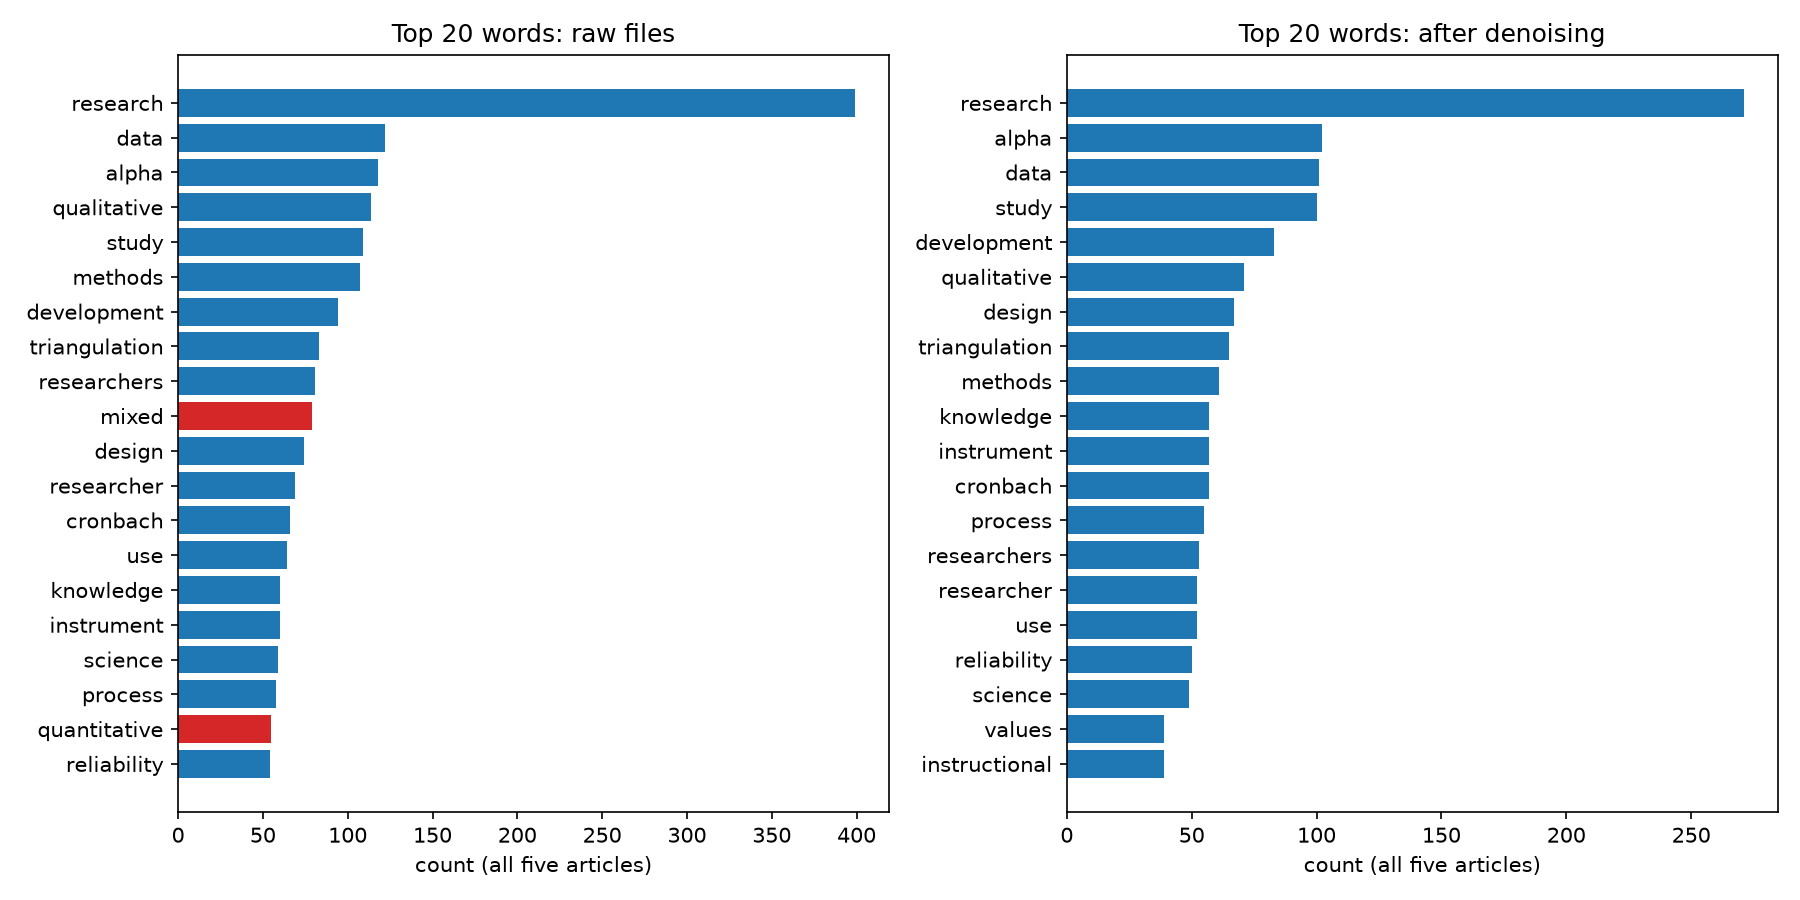 Top 20 words: raw files
research
data
alpha
qualitative
study
methods
development
triangulation
researchers
mixed
design
researcher
cronbach
use
knowledge
instrument
science
process
quantitative
reliability
0 50 100 150 200 250 300 350 400
count (all five articles)
Top 20 words: after denoising
research
alpha
data
study
development
qualitative
design
triangulation
methods
knowledge
instrument
cronbach
process
researchers
researcher
use
reliability
science
values
instructional
0 50 100 150 200 250
count (all five articles)